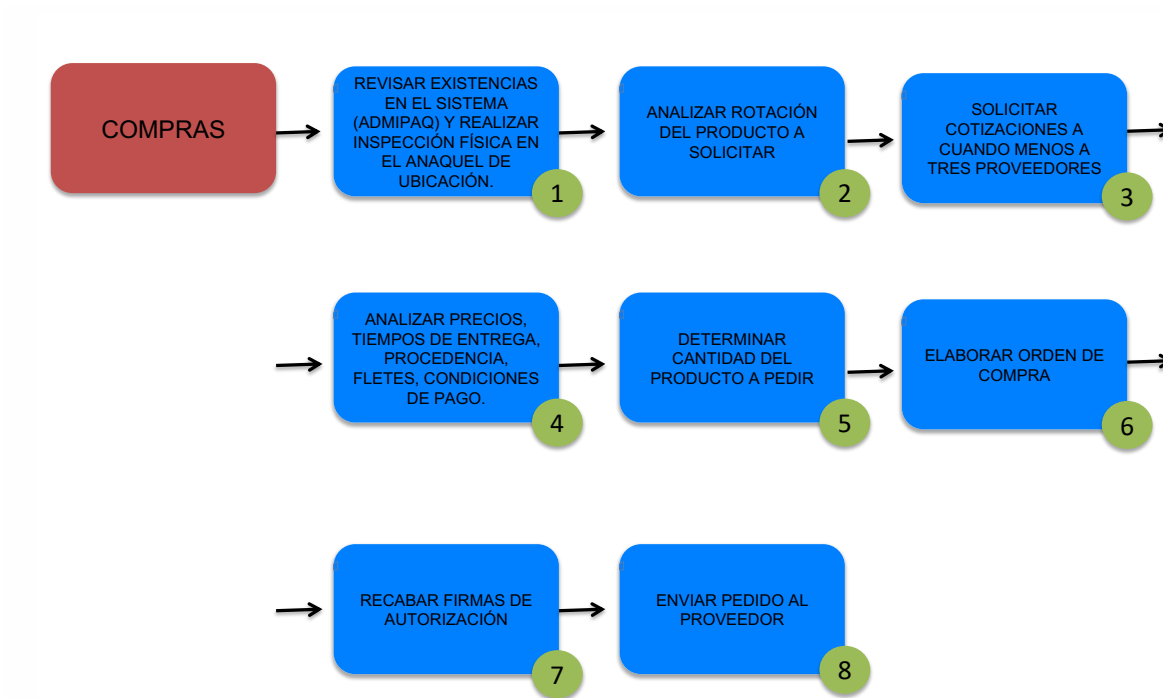 COMPRAS
REVISAR EXISTENCIAS
EN EL SISTEMA
(ADMIPAQ) Y REALIZAR
INSPECCIÓN FÍSICA EN
EL ANAQUEL DE
UBICACIÓN.
1
ANALIZAR ROTACIÓN
DEL PRODUCTO A
SOLICITAR
2
SOLICITAR
COTIZACIONES A
CUANDO MENOS A
TRES PROVEEDORES
3
ANALIZAR PRECIOS,
TIEMPOS DE ENTREGA,
PROCEDENCIA,
FLETES, CONDICIONES
DE PAGO.
4
DETERMINAR
CANTIDAD DEL
PRODUCTO A PEDIR
5
ELABORAR ORDEN DE
COMPRA
6
RECABAR FIRMAS DE
AUTORIZACIÓN
7
ENVIAR PEDIDO AL
PROVEEDOR
8